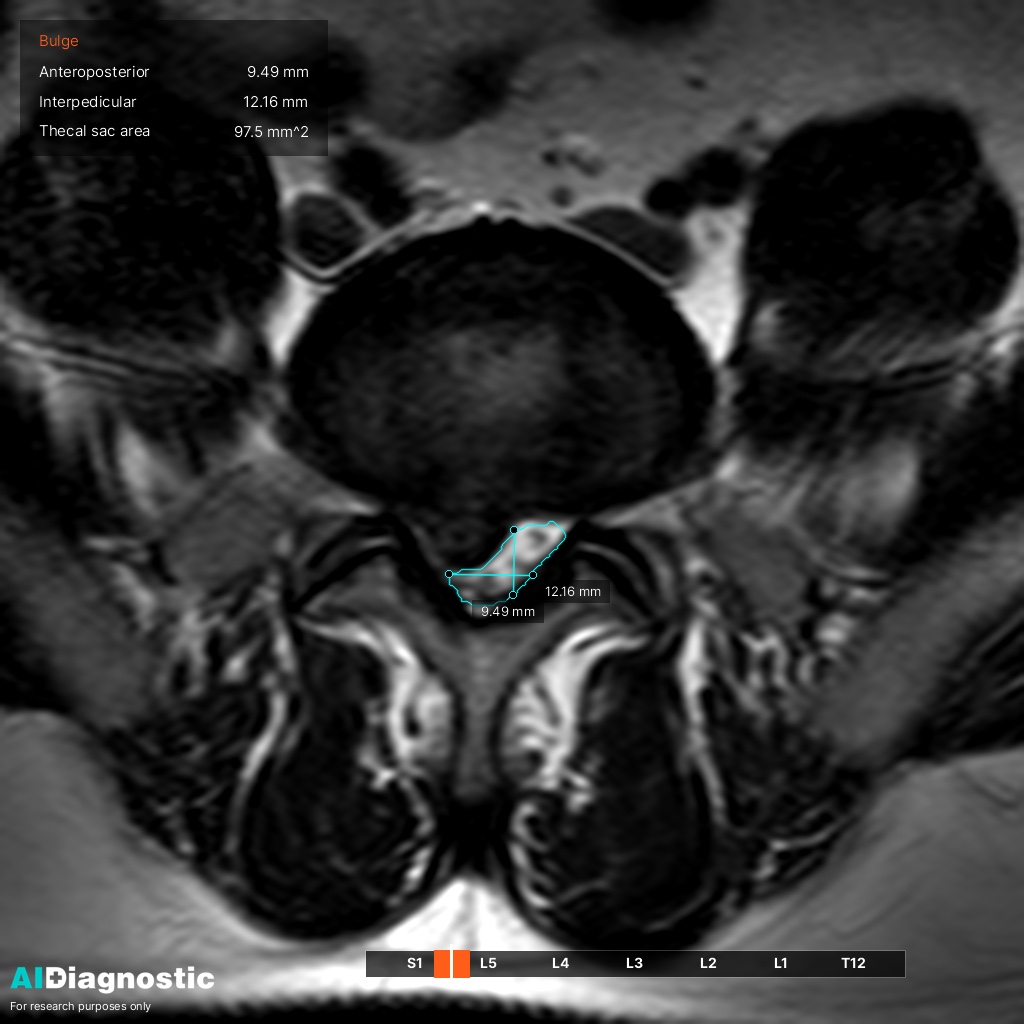 Bulge
Anteroposterior 9.49 mm
Interpedicular 12.16 mm
Thecal sac area 97.5 mm^2
12.16 mm
9.49 mm
S1 L5 L4 L3 L2 L1 T12
AIDiagnostic
For research purposes only